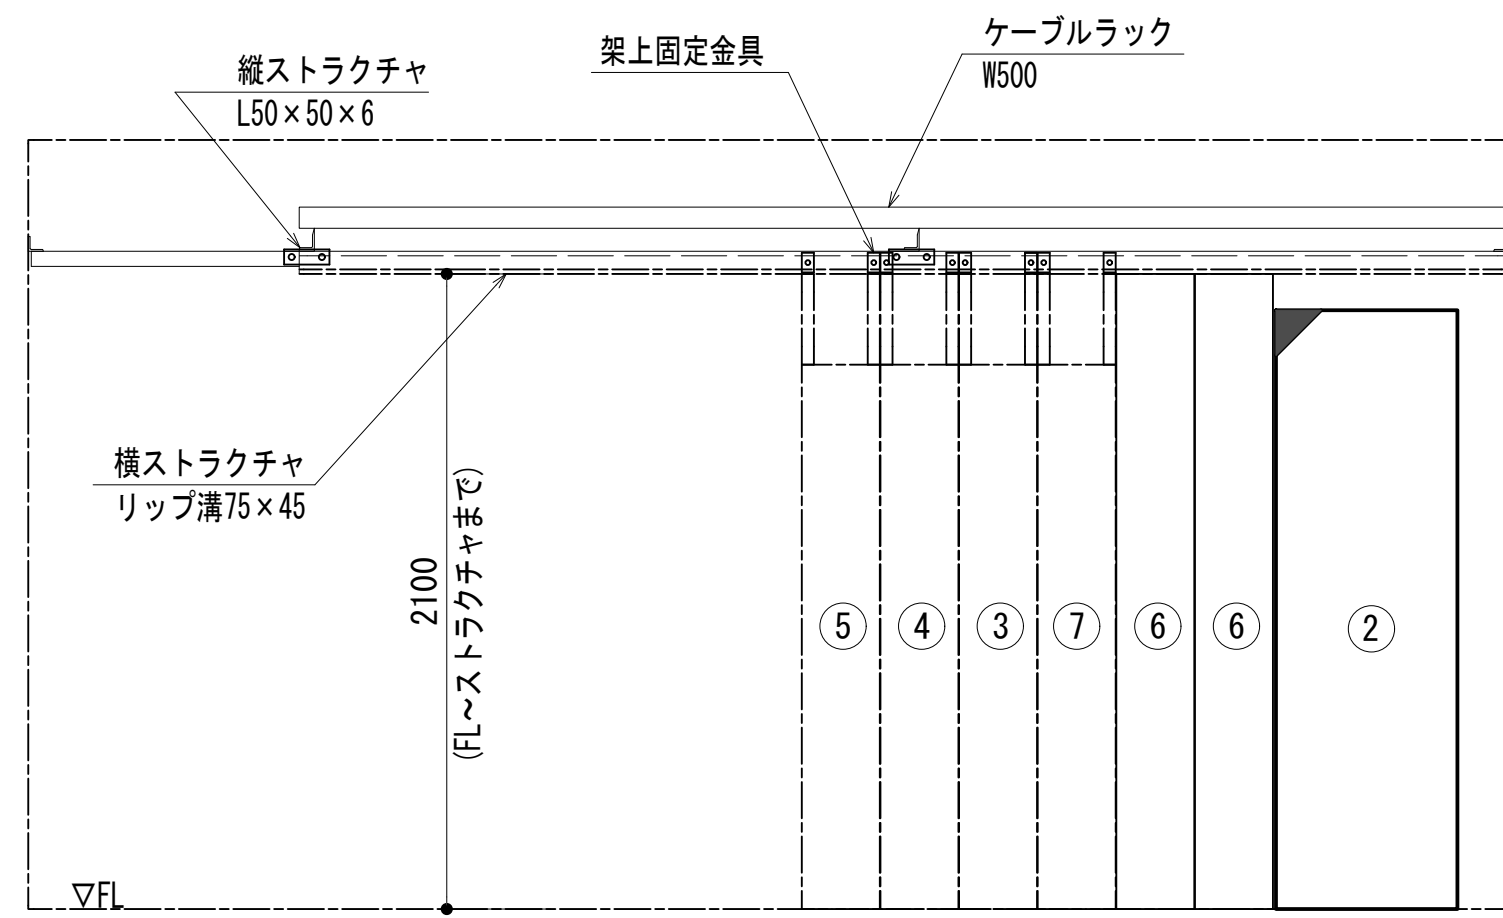 ケーブルラック
W500
架上固定金具
縦ストラクチャ
L50×50×6
横ストラクチャ
リップ溝75×45
2100
(FL~ストラクチャまで)
⑤
④
③
⑦
⑥
⑥
②
▽FL